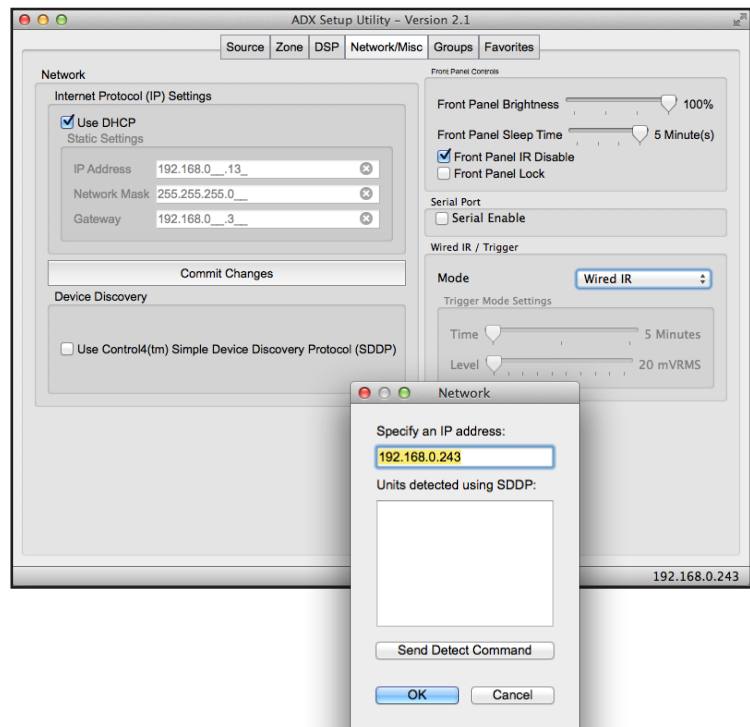 ADX Setup Utility – Version 2.1
Source Zone DSP Network/Misc Groups Favorites
Network
Internet Protocol (IP) Settings
Use DHCP
Static Settings
IP Address 192.168.0__.13_
Network Mask 255.255.255.0__
Gateway 192.168.0__.3__
Commit Changes
Device Discovery
Use Control4(tm) Simple Device Discovery Protocol (SDDP)
Front Panel Controls
Front Panel Brightness 100%
Front Panel Sleep Time 5 Minute(s)
Front Panel IR Disable
Front Panel Lock
Serial Port
Serial Enable
Wired IR / Trigger
Mode Wired IR
Trigger Mode Settings
Time 5 Minutes
Level 20 mVRMS
Network
Specify an IP address:
192.168.0.243
Units detected using SDDP:
Send Detect Command
OK Cancel
192.168.0.243